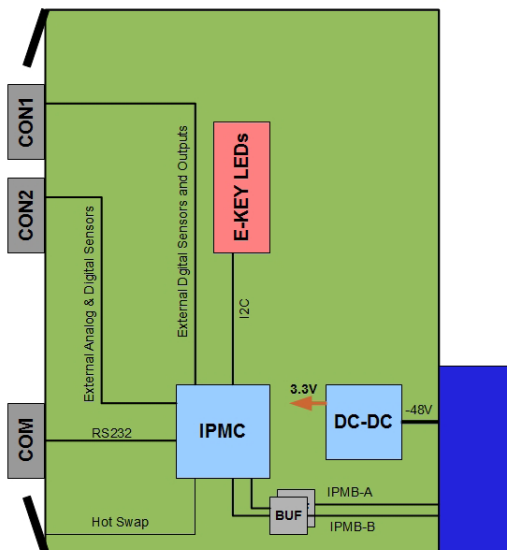 CON1
CON2
External Analog & Digital Sensors
External Dgital Sensors and Outputs
E-KEY LEDs
I2C
3.3V
DC-DC
-48V
COM
RS232
IPMC
IPMB-A
BUF
IPMB-B
Hot Swap